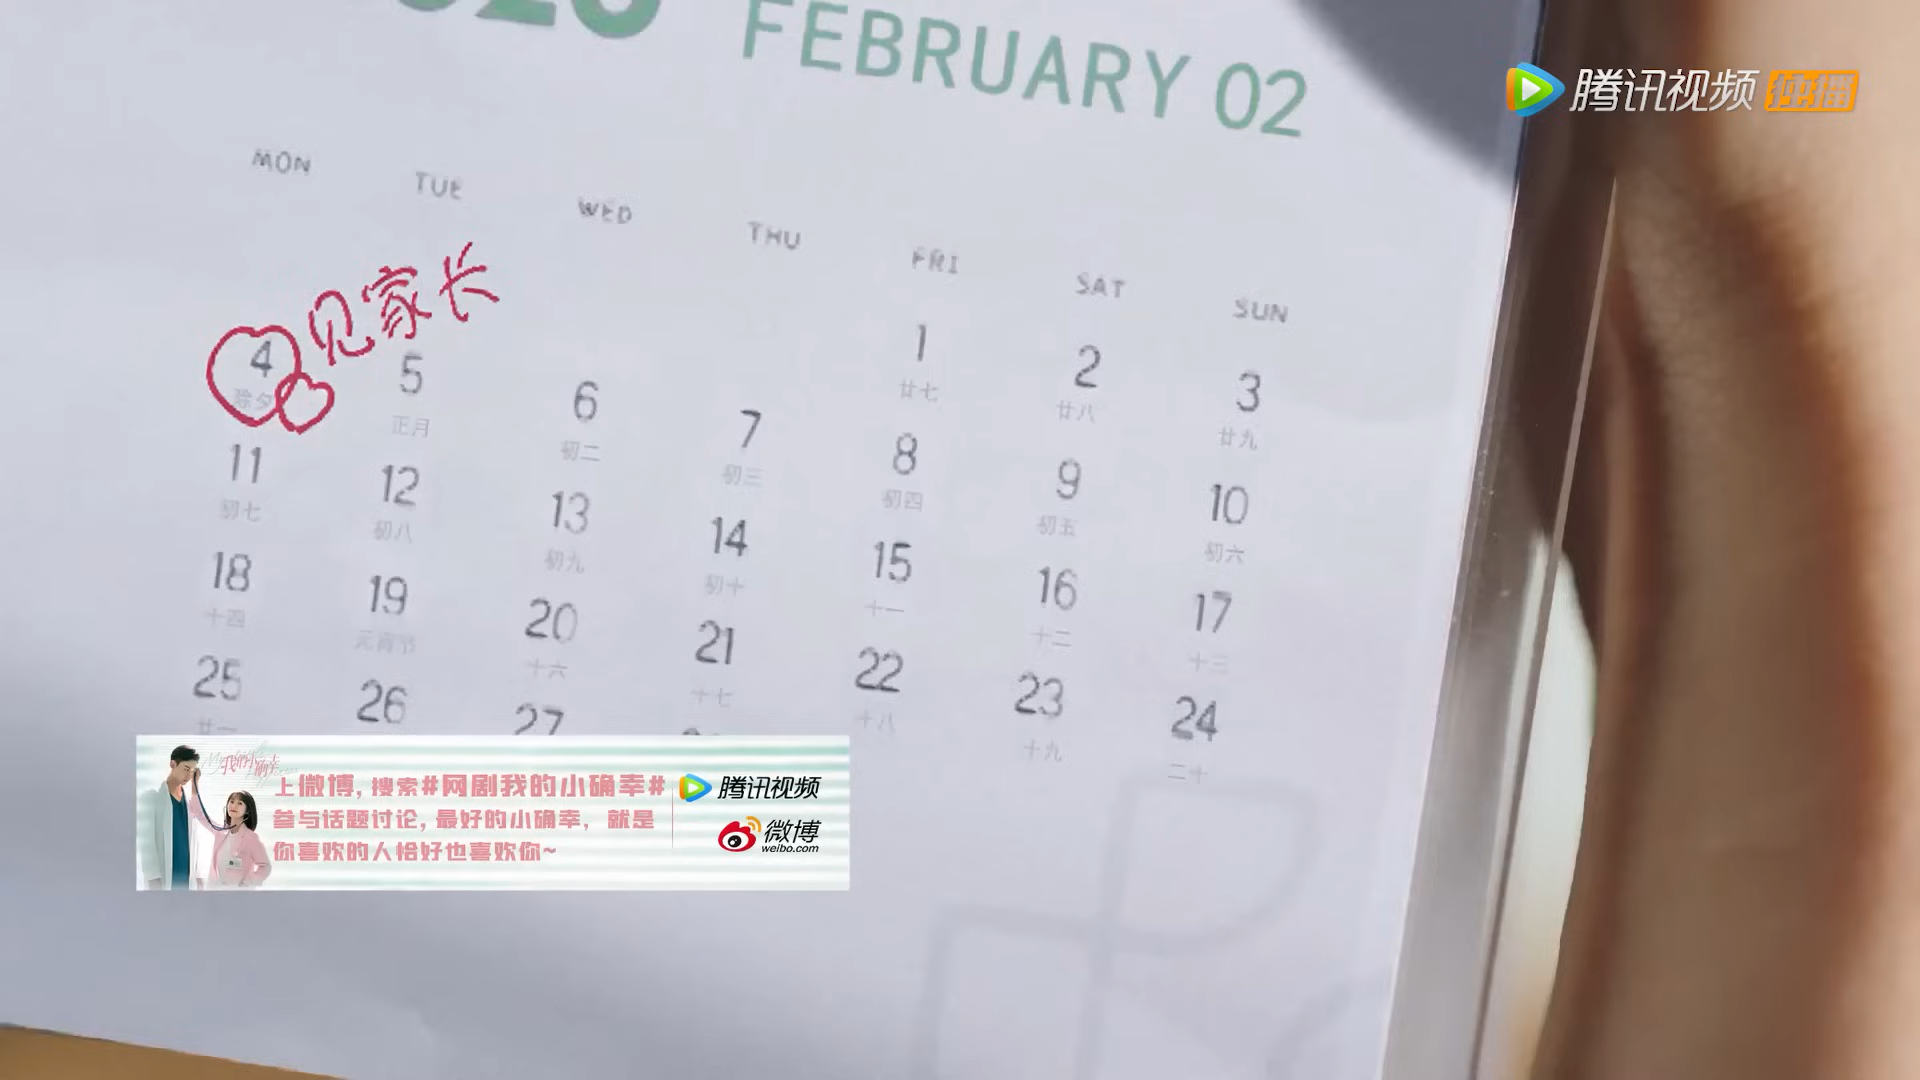 FEBRUARY 02
腾讯视频 独播
MON TUE WED THU FRI SAT SUN
见家长
1 2 3
廿七 廿八 廿九
4 5 6 7 8 9 10
除夕 正月 初二 初三 初四 初五 初六
11 12 13 14 15 16 17
初七 初八 初九 初十 十一 十二 十三
18 19 20 21 22 23 24
十四 元宵节 十六 十七 十八 十九 二十
25 26 27
廿一
我的小确幸
上微博, 搜索#网剧我的小确幸#
参与话题讨论, 最好的小确幸, 就是
你喜欢的人恰好也喜欢你~
腾讯视频
微博
weibo.com